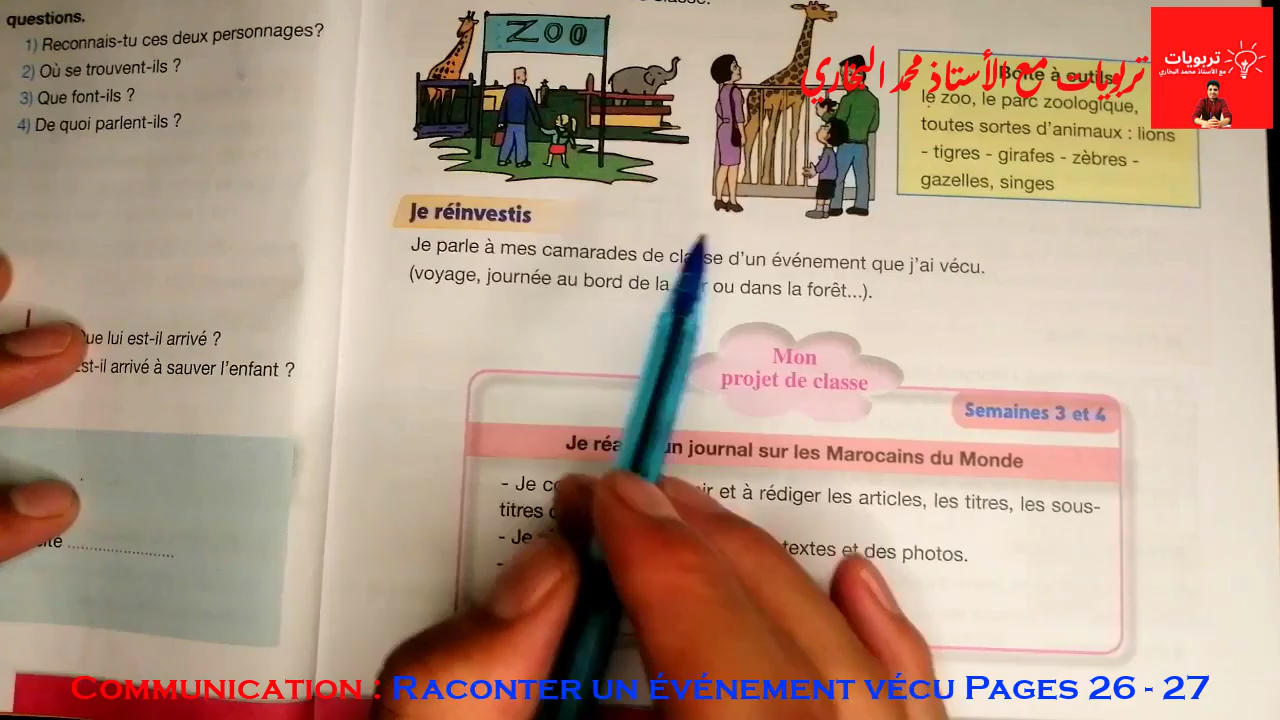 questions.
1) Reconnais-tu ces deux personnages?
2) Où se trouvent-ils ?
3) Que font-ils ?
4) De quoi parlent-ils ?
ue lui est-il arrivé ?
est-il arrivé à sauver l'enfant ?
ZOO
Boîte à outils
le zoo, le parc zoologique,
toutes sortes d'animaux : lions
- tigres - girafes - zèbres -
gazelles, singes
تربويات مع الأستاذ محمد البخاري
تربويات
مع الأستاذ محمد البخاري
Je réinvestis
Je parle à mes camarades de classe d'un événement que j'ai vécu.
(voyage, journée au bord de la ou dans la forêt...).
Mon
projet de classe
Semaines 3 et 4
Je un journal sur les Marocains du Monde
- Je et à rédiger les articles, les titres, les sous-
titres
- Je textes et des photos.
Communication : Raconter un événement vécu Pages 26 - 27